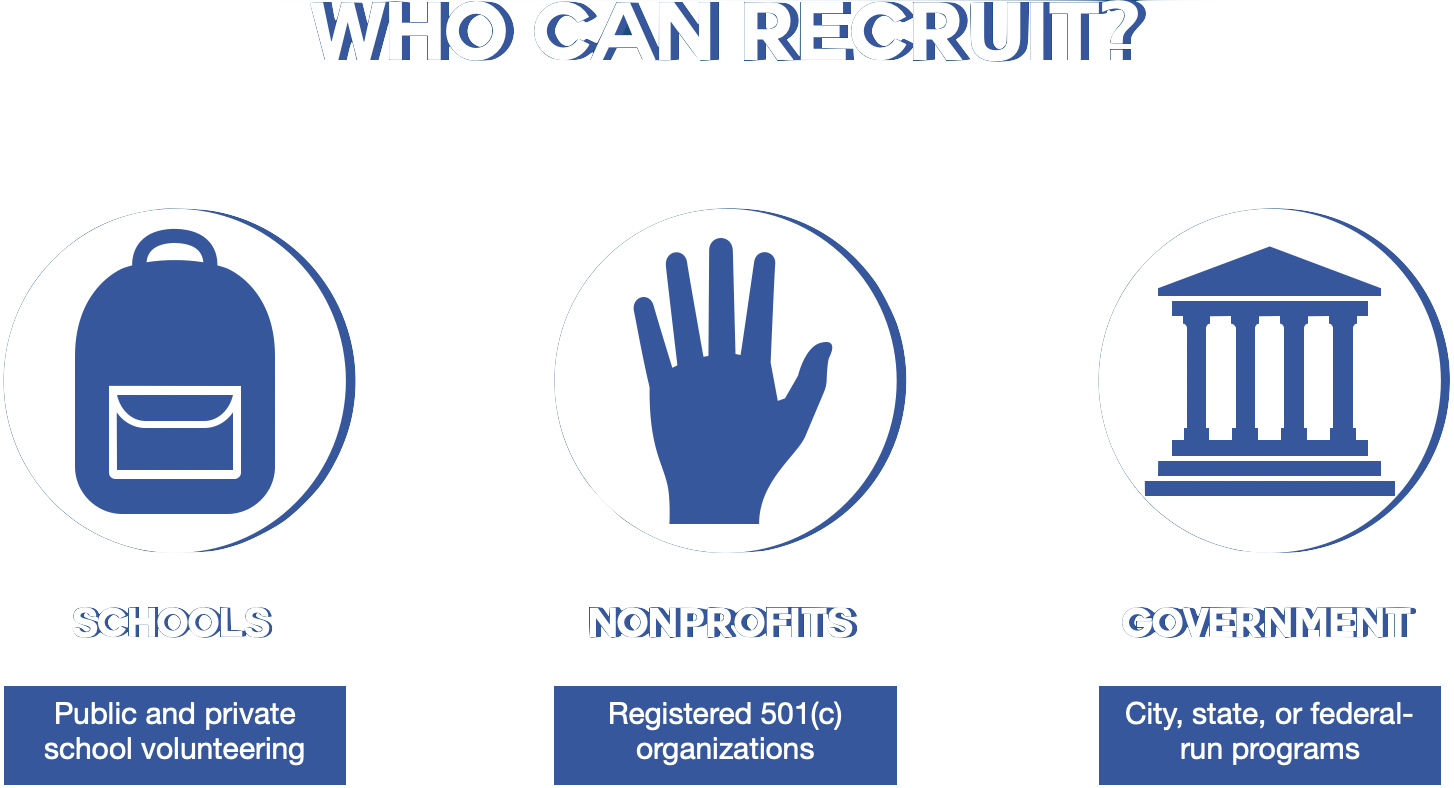 WHO CAN RECRUIT?
SCHOOLS
Public and private
school volunteering
NONPROFITS
Registered 501(c)
organizations
GOVERNMENT
City, state, or federal-
run programs